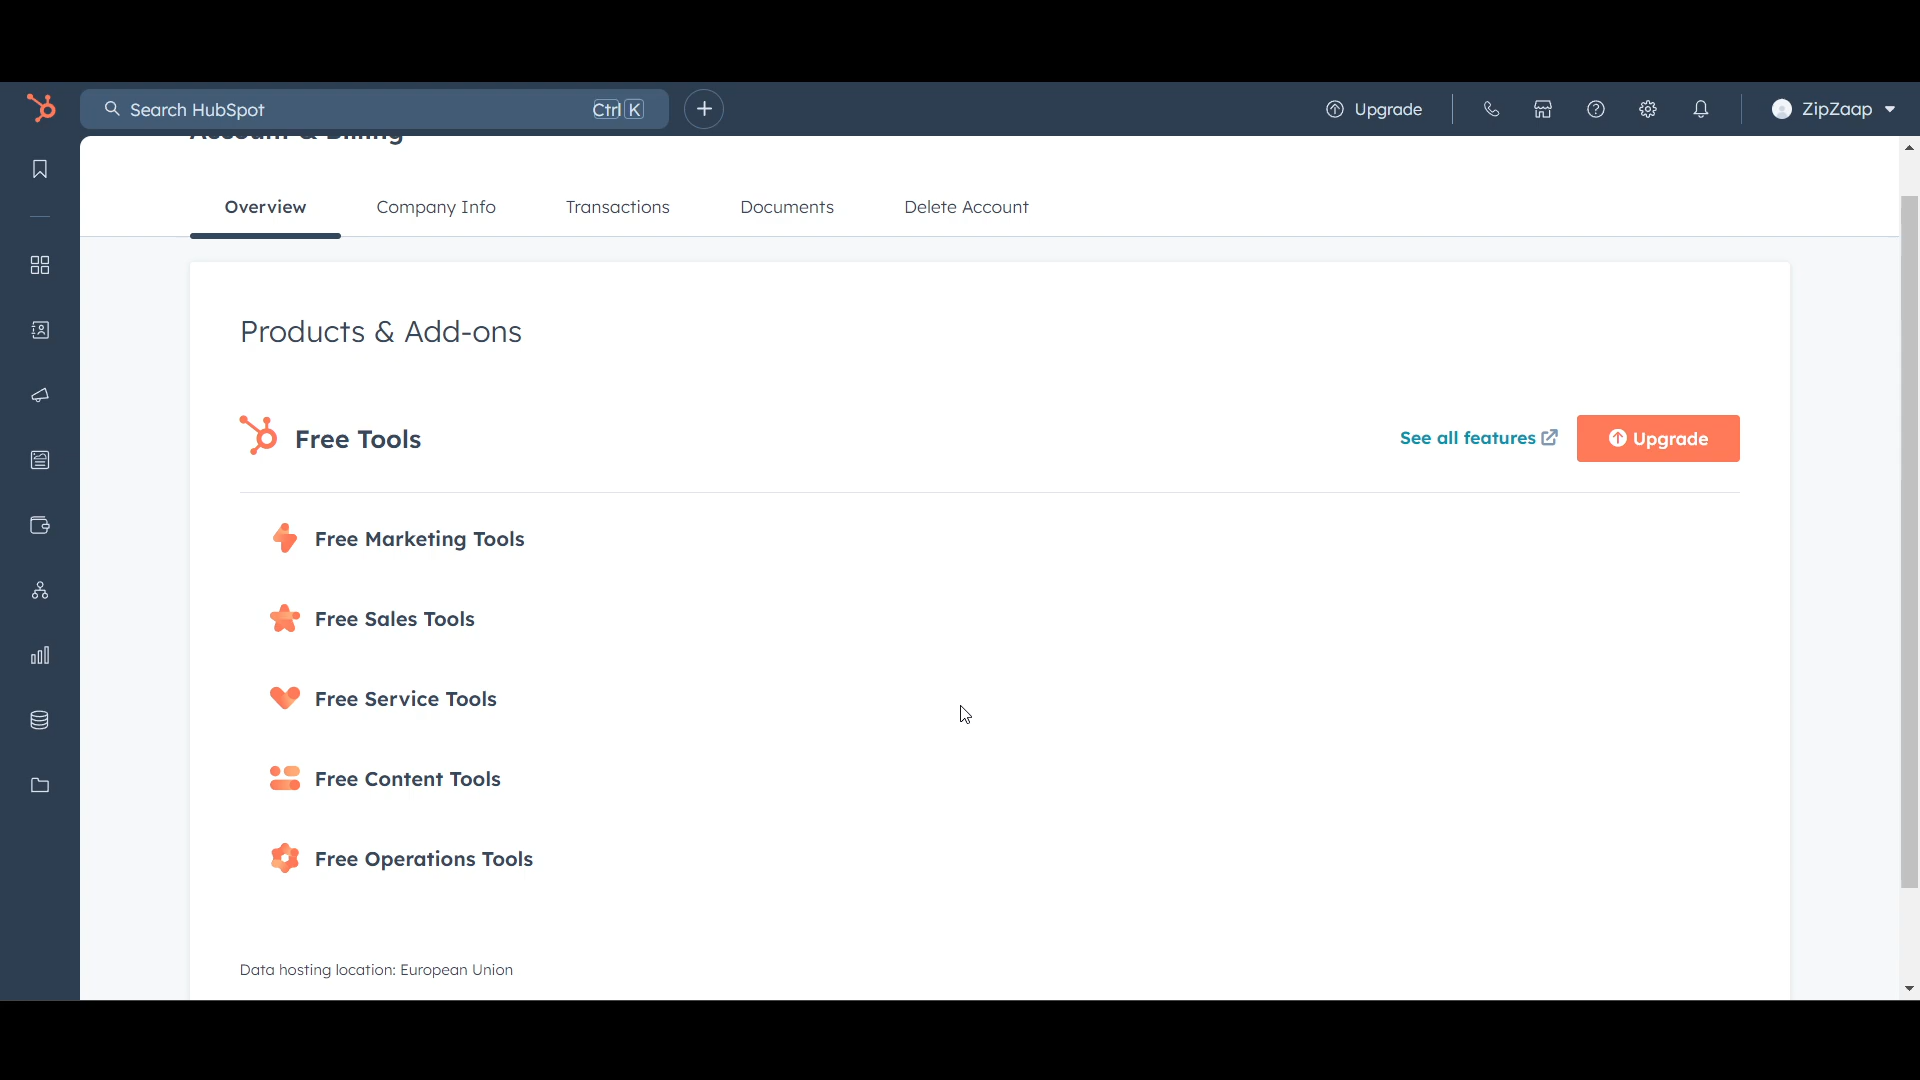 Search HubSpot Ctrl K Upgrade ZipZaap
Account & Billing
Overview Company Info Transactions Documents Delete Account
Products & Add-ons
Free Tools See all features Upgrade
Free Marketing Tools
Free Sales Tools
Free Service Tools
Free Content Tools
Free Operations Tools
Data hosting location: European Union